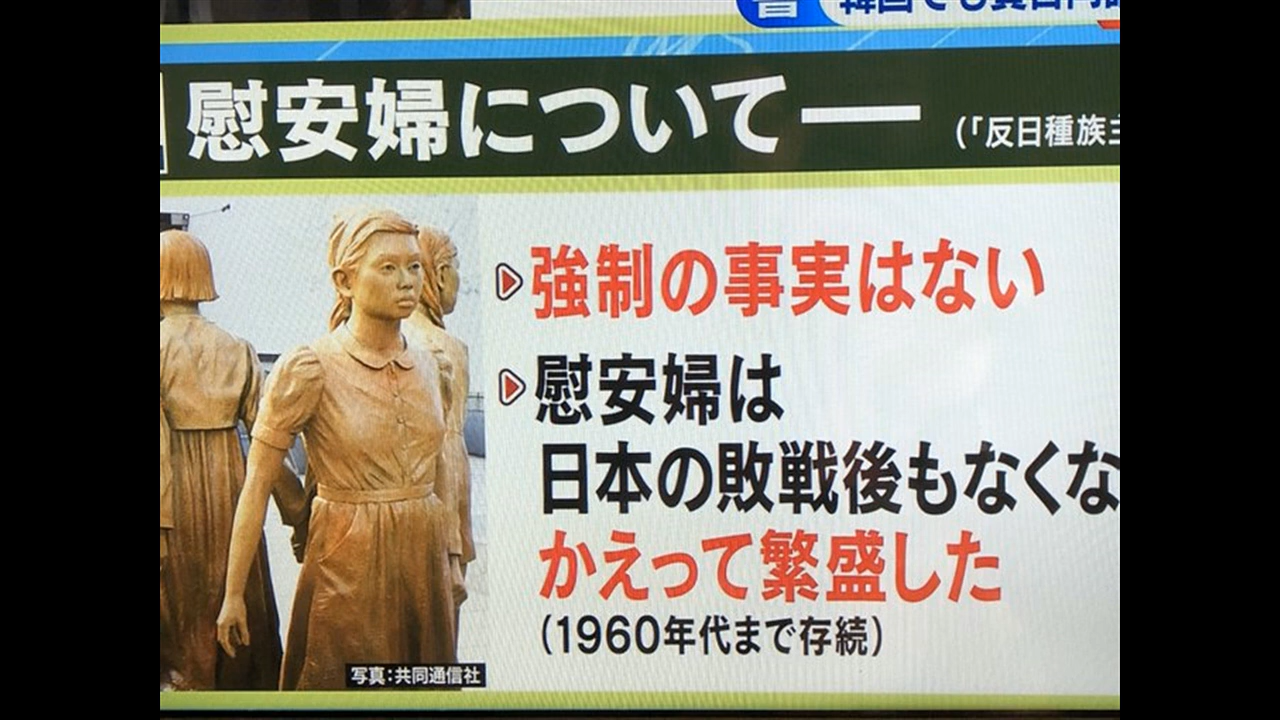 慰安婦についてー
(「反日種族主
強制の事実はない
慰安婦は
日本の敗戦後もなくな
かえって繁盛した
(1960年代まで存続)
写真:共同通信社